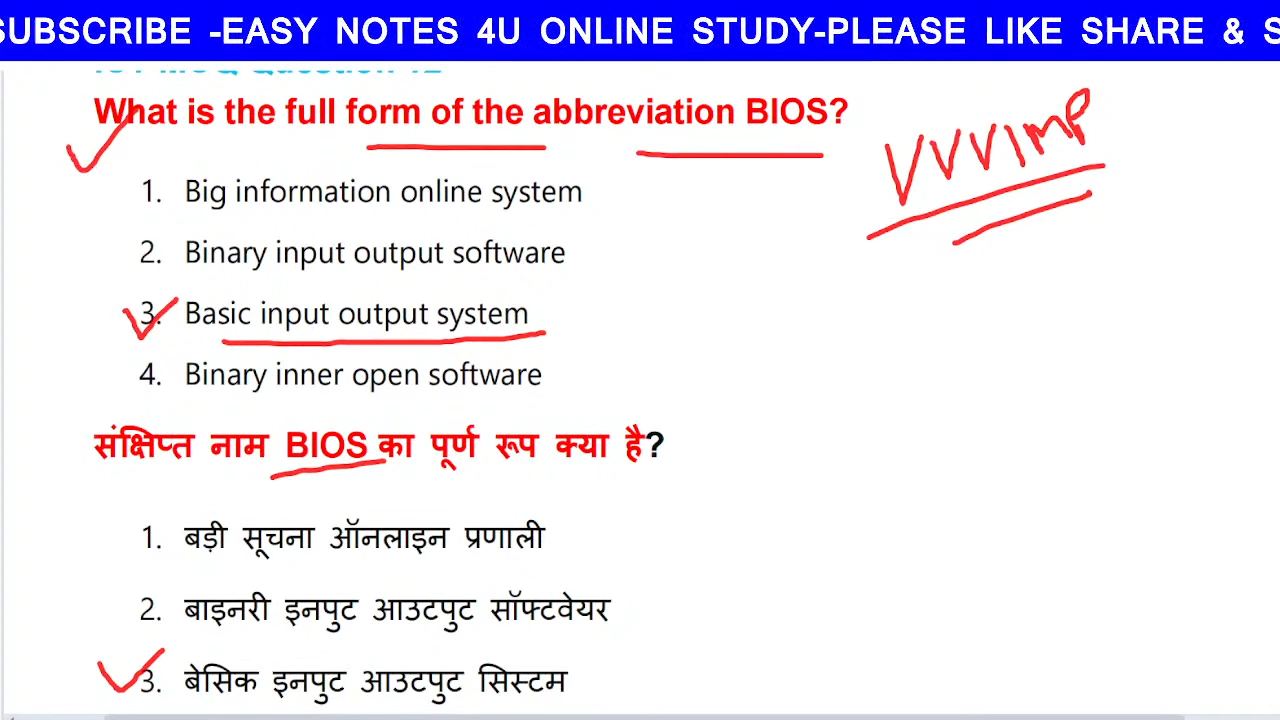 SUBSCRIBE -EASY NOTES 4U ONLINE STUDY-PLEASE LIKE SHARE & S
What is the full form of the abbreviation BIOS?
VVVIMP
1. Big information online system
2. Binary input output software
3. Basic input output system
4. Binary inner open software
संक्षिप्त नाम BIOS का पूर्ण रूप क्या है?
1. बड़ी सूचना ऑनलाइन प्रणाली
2. बाइनरी इनपुट आउटपुट सॉफ्टवेयर
3. बेसिक इनपुट आउटपुट सिस्टम